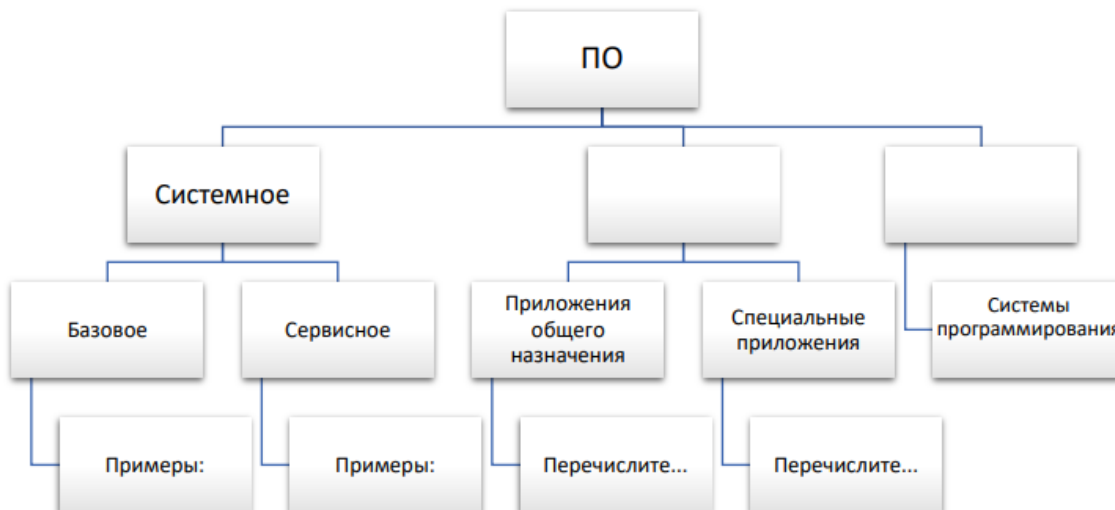 ПО
Системное
Базовое
Сервисное
Приложения
общего
назначения
Специальные
приложения
Системы
программирования
Примеры:
Примеры:
Перечислите...
Перечислите...